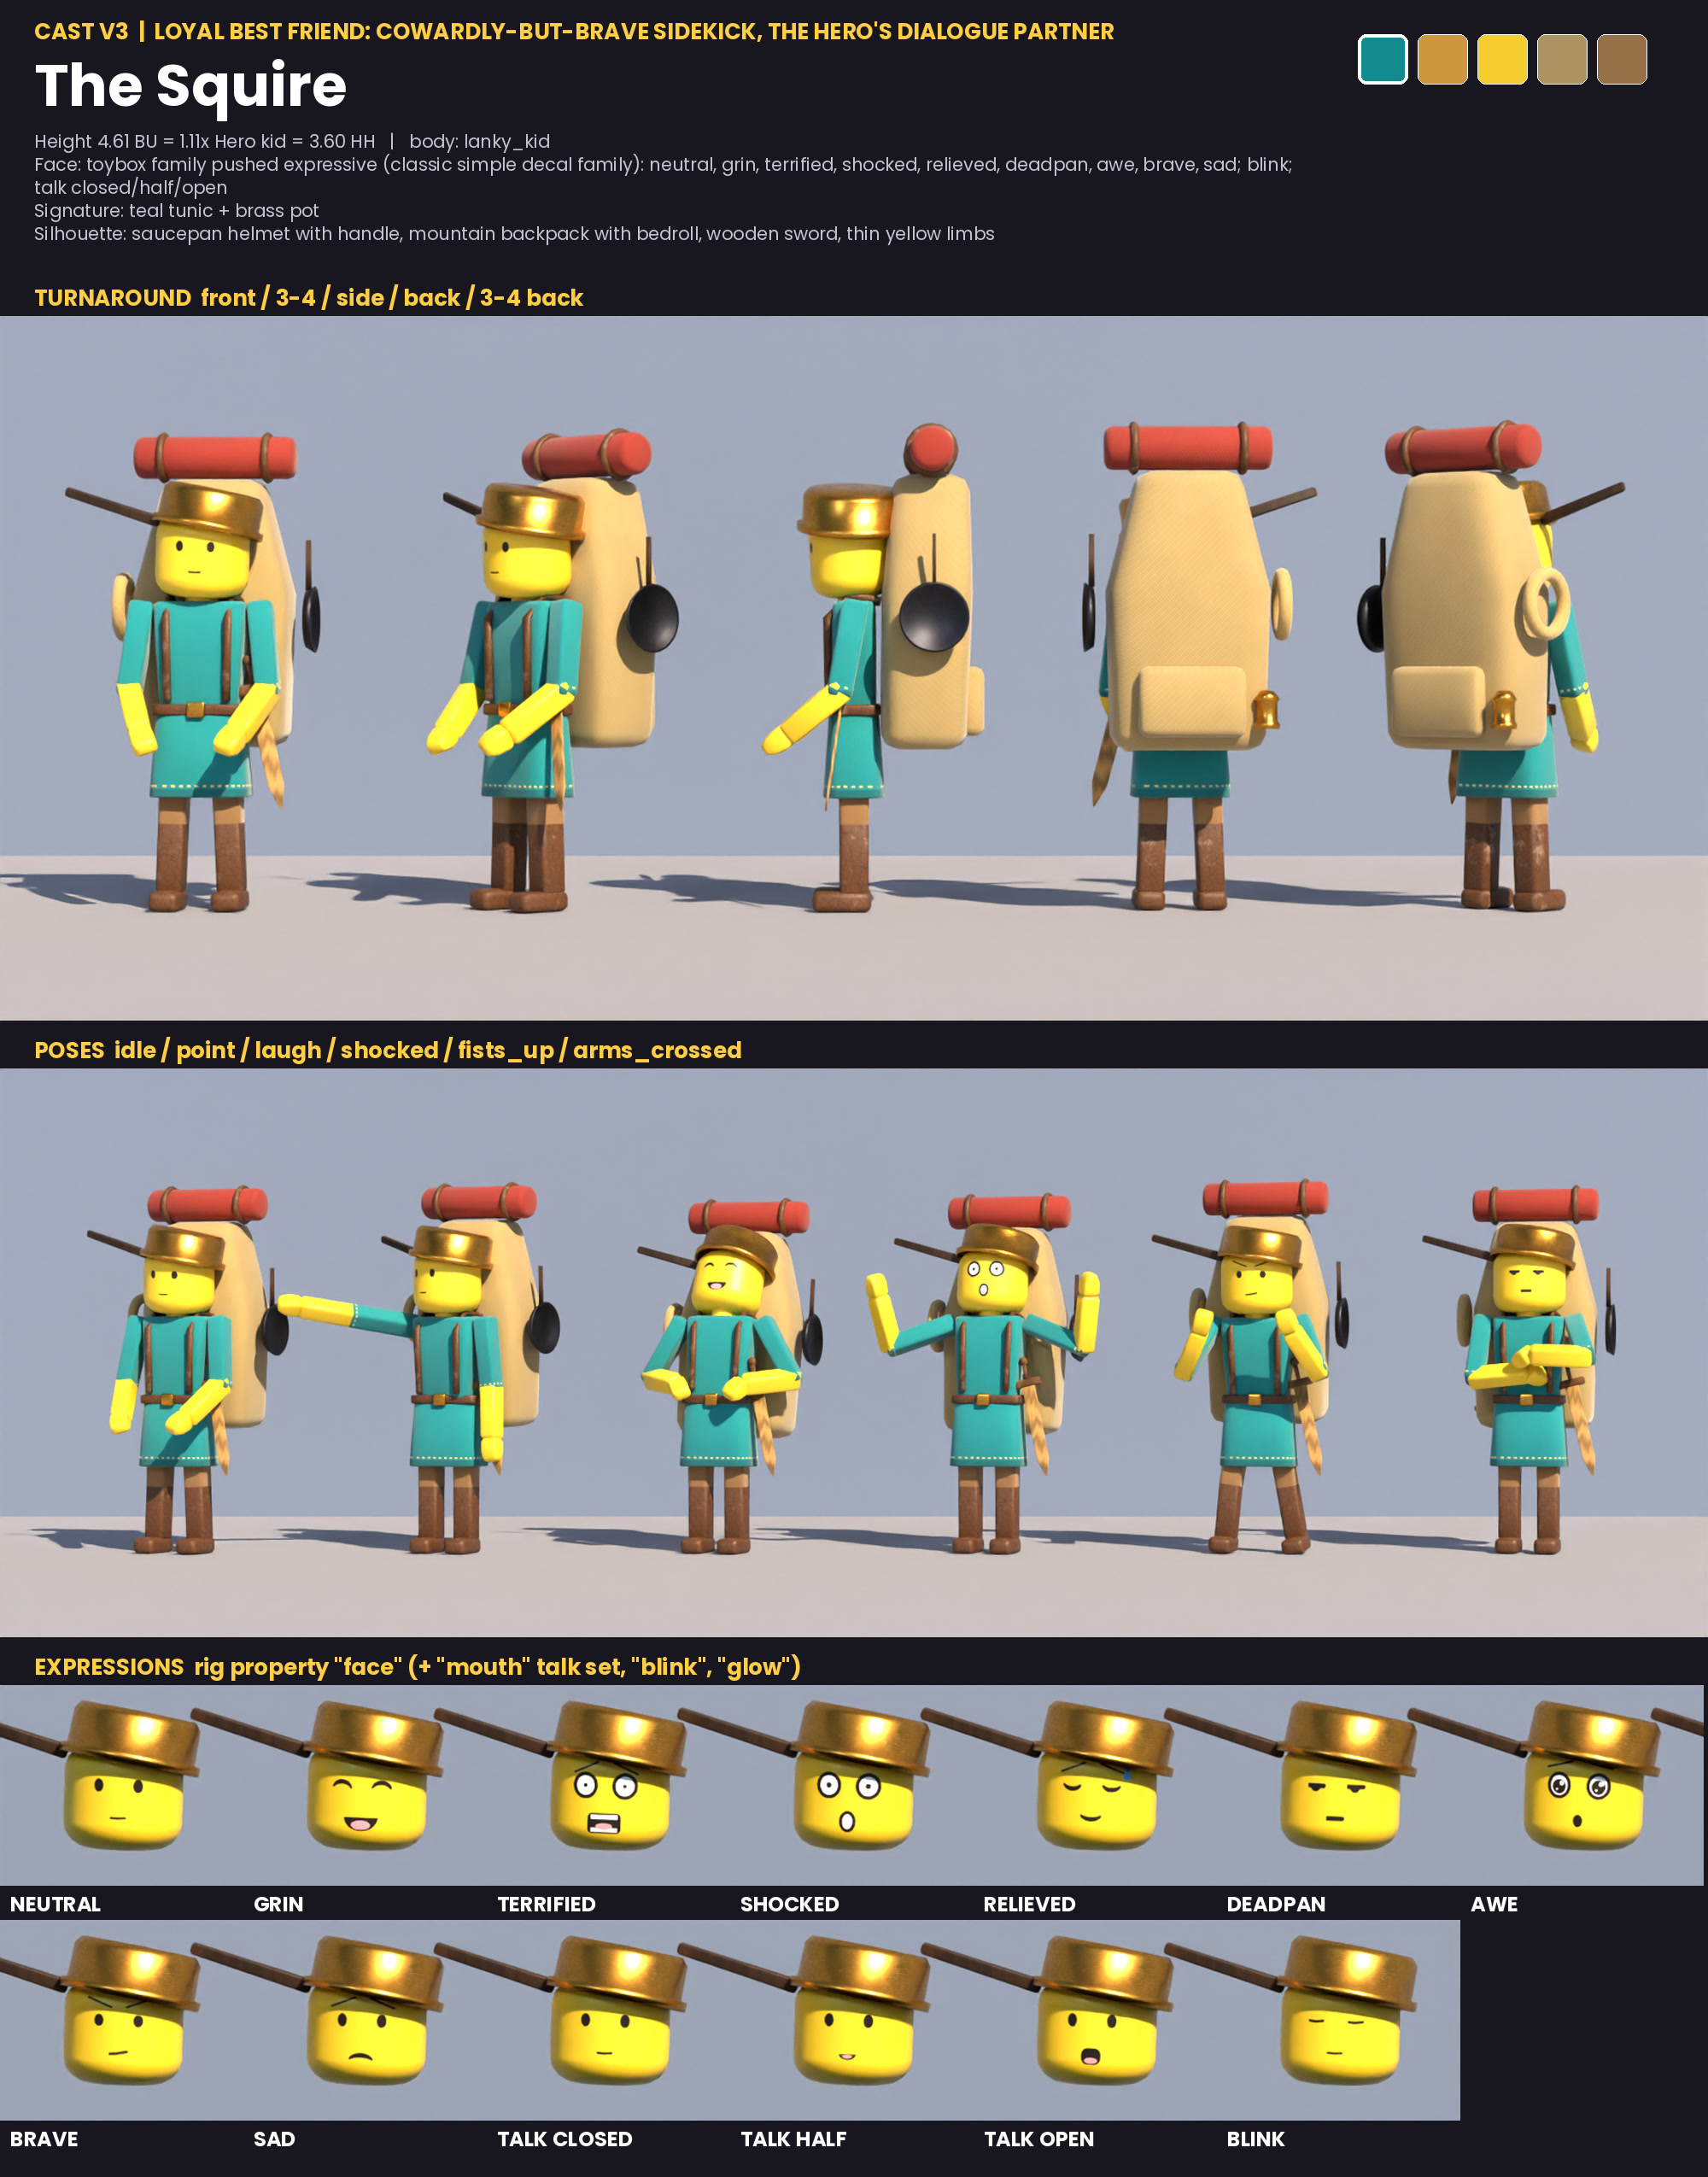 CAST V3 | LOYAL BEST FRIEND: COWARDLY-BUT-BRAVE SIDEKICK, THE HERO'S DIALOGUE PARTNER
The Squire
Height 4.61 BU = 1.11x Hero kid = 3.60 HH | body: lanky_kid
Face: toybox family pushed expressive (classic simple decal family): neutral, grin, terrified, shocked, relieved, deadpan, awe, brave, sad; blink;
talk closed/half/open
Signature: teal tunic + brass pot
Silhouette: saucepan helmet with handle, mountain backpack with bedroll, wooden sword, thin yellow limbs
TURNAROUND front / 3-4 / side / back / 3-4 back
POSES idle / point / laugh / shocked / fists_up / arms_crossed
EXPRESSIONS rig property "face" (+ "mouth" talk set, "blink", "glow")
NEUTRAL GRIN TERRIFIED SHOCKED RELIEVED DEADPAN AWE
BRAVE SAD TALK CLOSED TALK HALF TALK OPEN BLINK